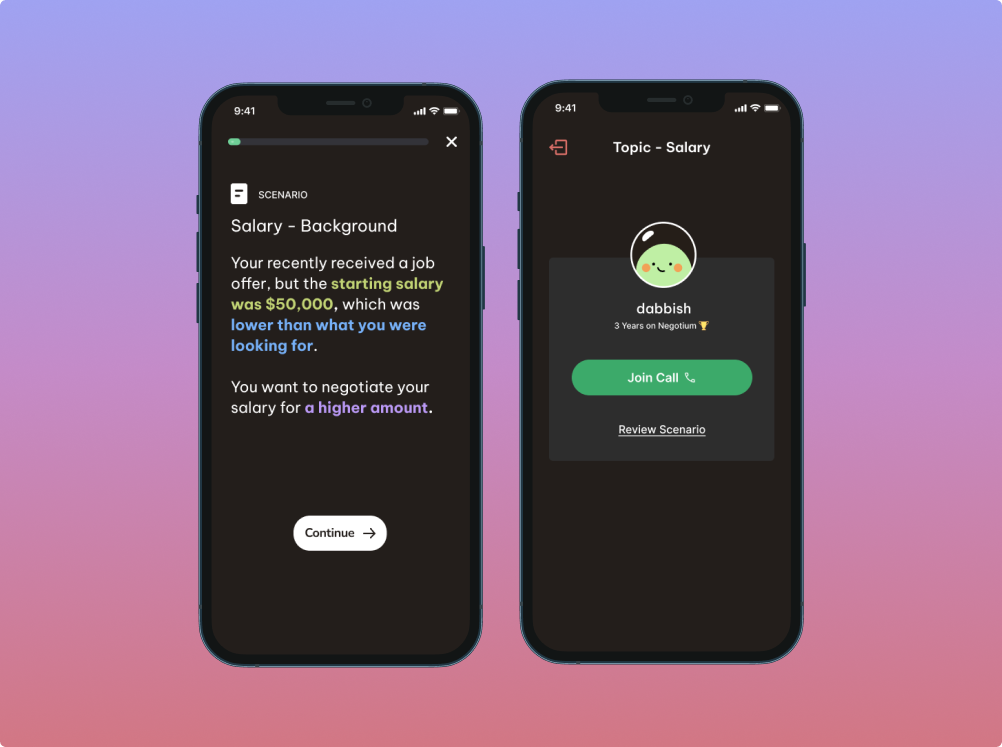 9:41
SCENARIO
Salary - Background
Your recently received a job
offer, but the starting salary
was $50,000, which was
lower than what you were
looking for.
You want to negotiate your
salary for a higher amount.
Continue
9:41
Topic - Salary
dabbish
3 Years on Negotium
Join Call
Review Scenario